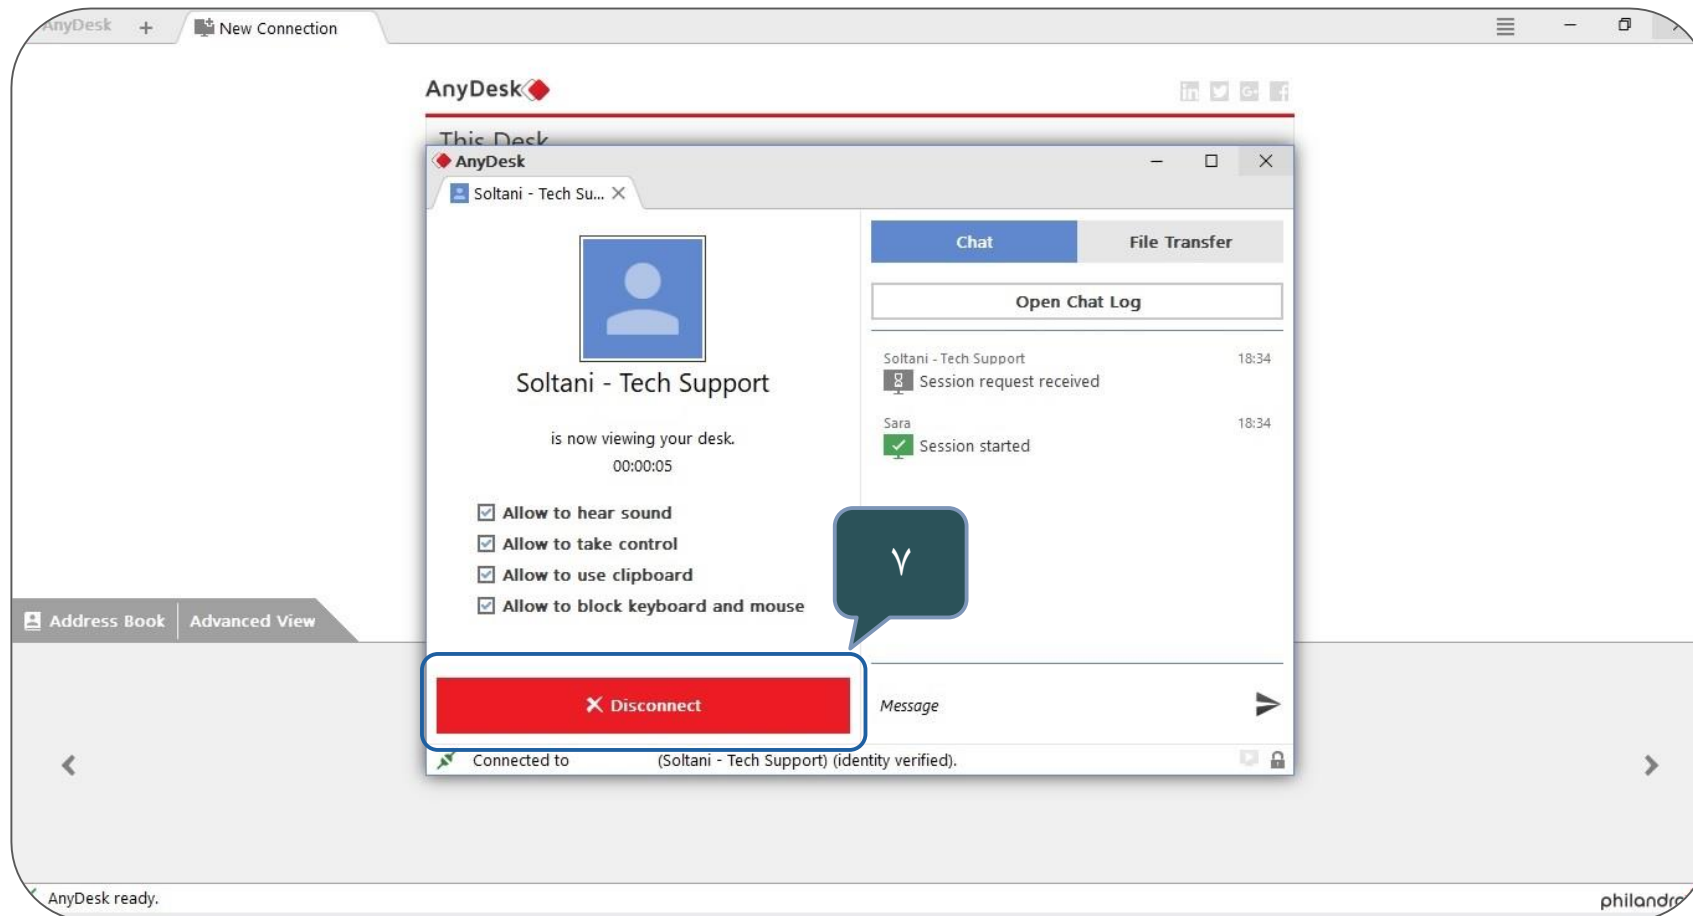 AnyDesk + New Connection
AnyDesk
This Desk
AnyDesk
Soltani - Tech Su...
Chat File Transfer
Open Chat Log
Soltani - Tech Support 18:34
Session request received
Sara 18:34
Session started
Soltani - Tech Support
is now viewing your desk.
00:00:05
Allow to hear sound
Allow to take control
Allow to use clipboard
Allow to block keyboard and mouse
۷
Disconnect
Message
Connected to (Soltani - Tech Support) (identity verified).
Address Book Advanced View
AnyDesk ready.
philandro